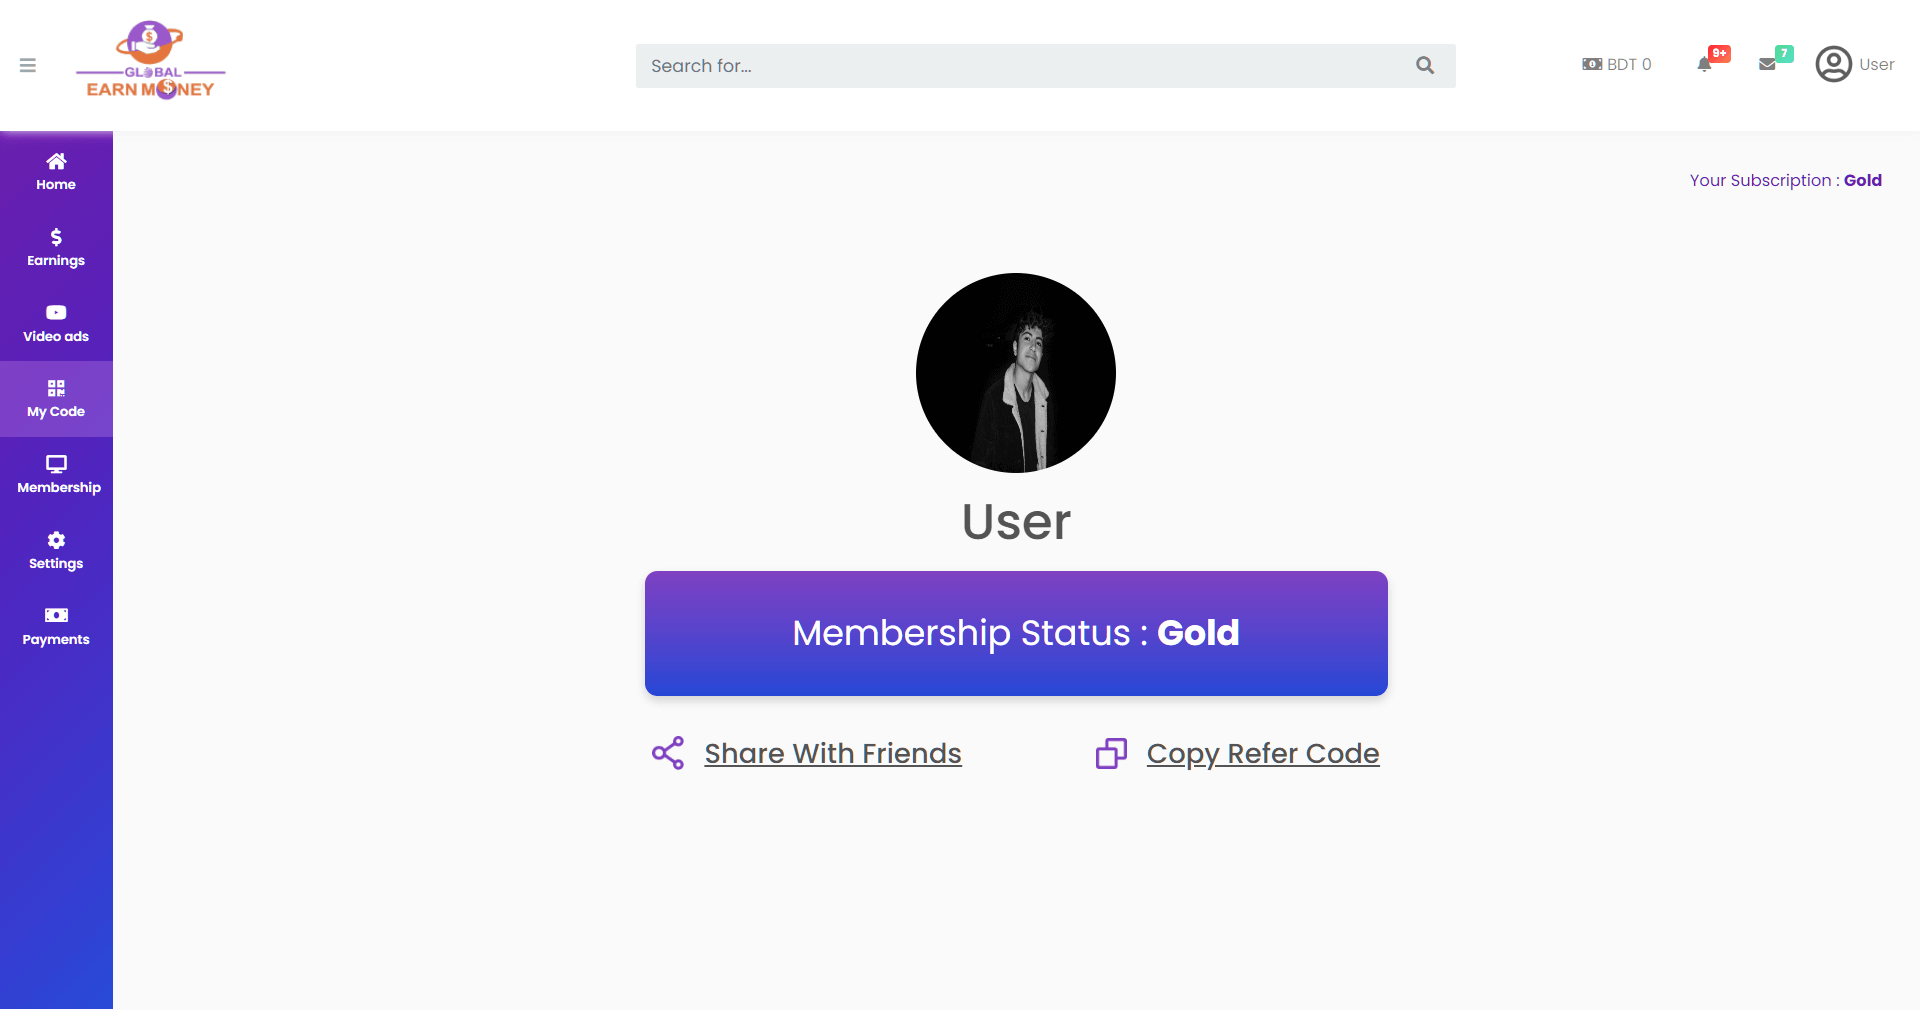 GLOBAL
EARN MONEY
Search for...
BDT 0
9+
7
User
Home
Earnings
Video ads
My Code
Membership
Settings
Payments
Your Subscription : Gold
User
Membership Status : Gold
Share With Friends
Copy Refer Code